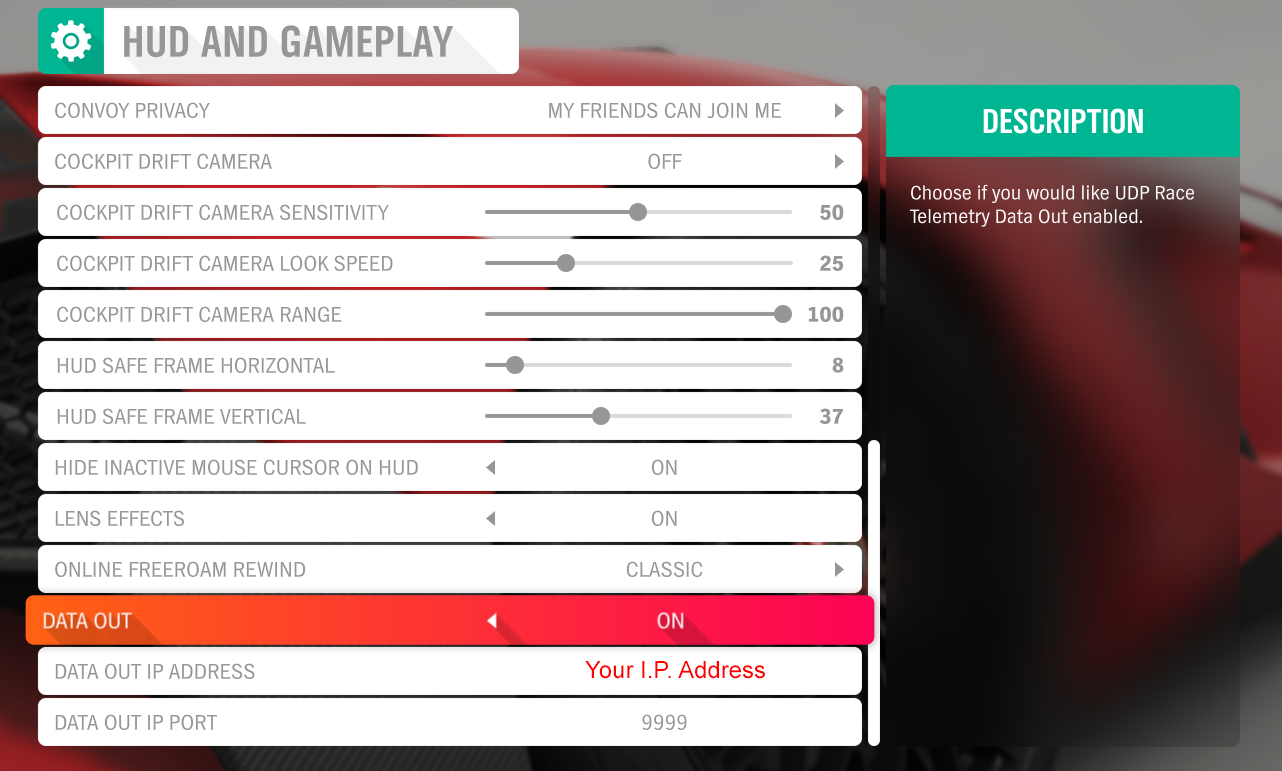 HUD AND GAMEPLAY
CONVOY PRIVACY MY FRIENDS CAN JOIN ME
COCKPIT DRIFT CAMERA OFF
COCKPIT DRIFT CAMERA SENSITIVITY 50
COCKPIT DRIFT CAMERA LOOK SPEED 25
COCKPIT DRIFT CAMERA RANGE 100
HUD SAFE FRAME HORIZONTAL 8
HUD SAFE FRAME VERTICAL 37
HIDE INACTIVE MOUSE CURSOR ON HUD ON
LENS EFFECTS ON
ONLINE FREEROAM REWIND CLASSIC
DATA OUT ON
DATA OUT IP ADDRESS Your I.P. Address
DATA OUT IP PORT 9999
DESCRIPTION
Choose if you would like UDP Race
Telemetry Data Out enabled.